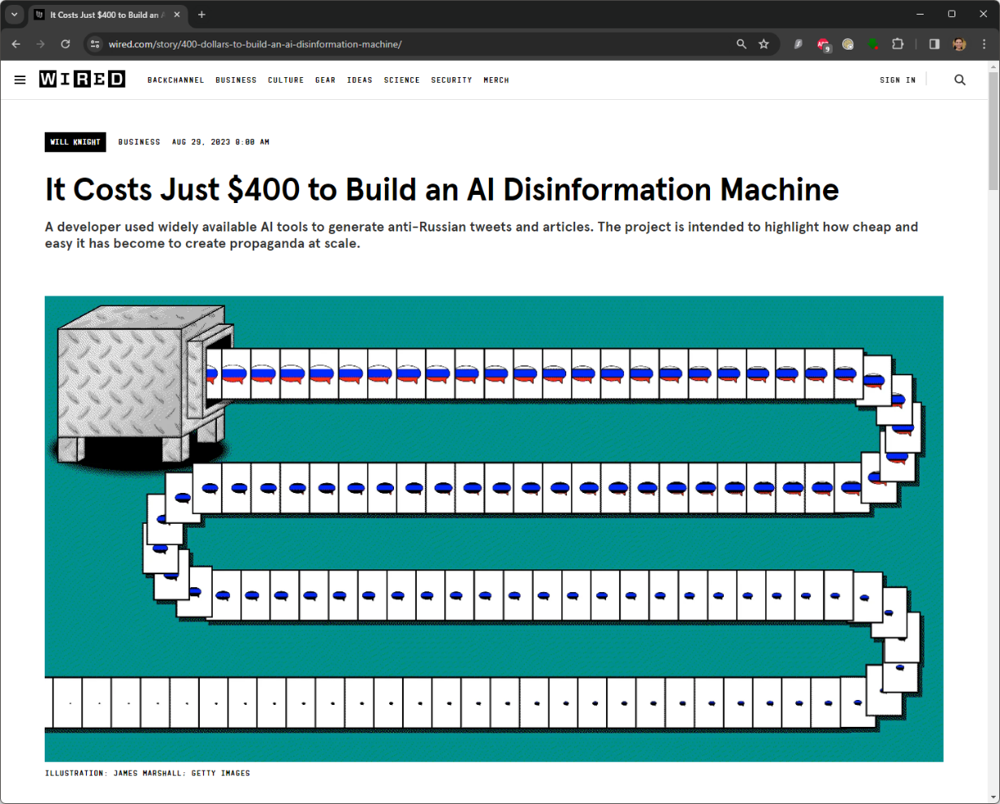 It Costs Just $400 to Build an A
wired.com/story/400-dollars-to-build-an-ai-disinformation-machine/
9
WIRED
BACKCHANNEL BUSINESS CULTURE GEAR IDEAS SCIENCE SECURITY MERCH
SIGN IN
WILL KNIGHT BUSINESS AUG 29, 2023 8:00 AM
It Costs Just $400 to Build an AI Disinformation Machine
A developer used widely available AI tools to generate anti-Russian tweets and articles. The project is intended to highlight how cheap and
easy it has become to create propaganda at scale.
ILLUSTRATION: JAMES MARSHALL; GETTY IMAGES